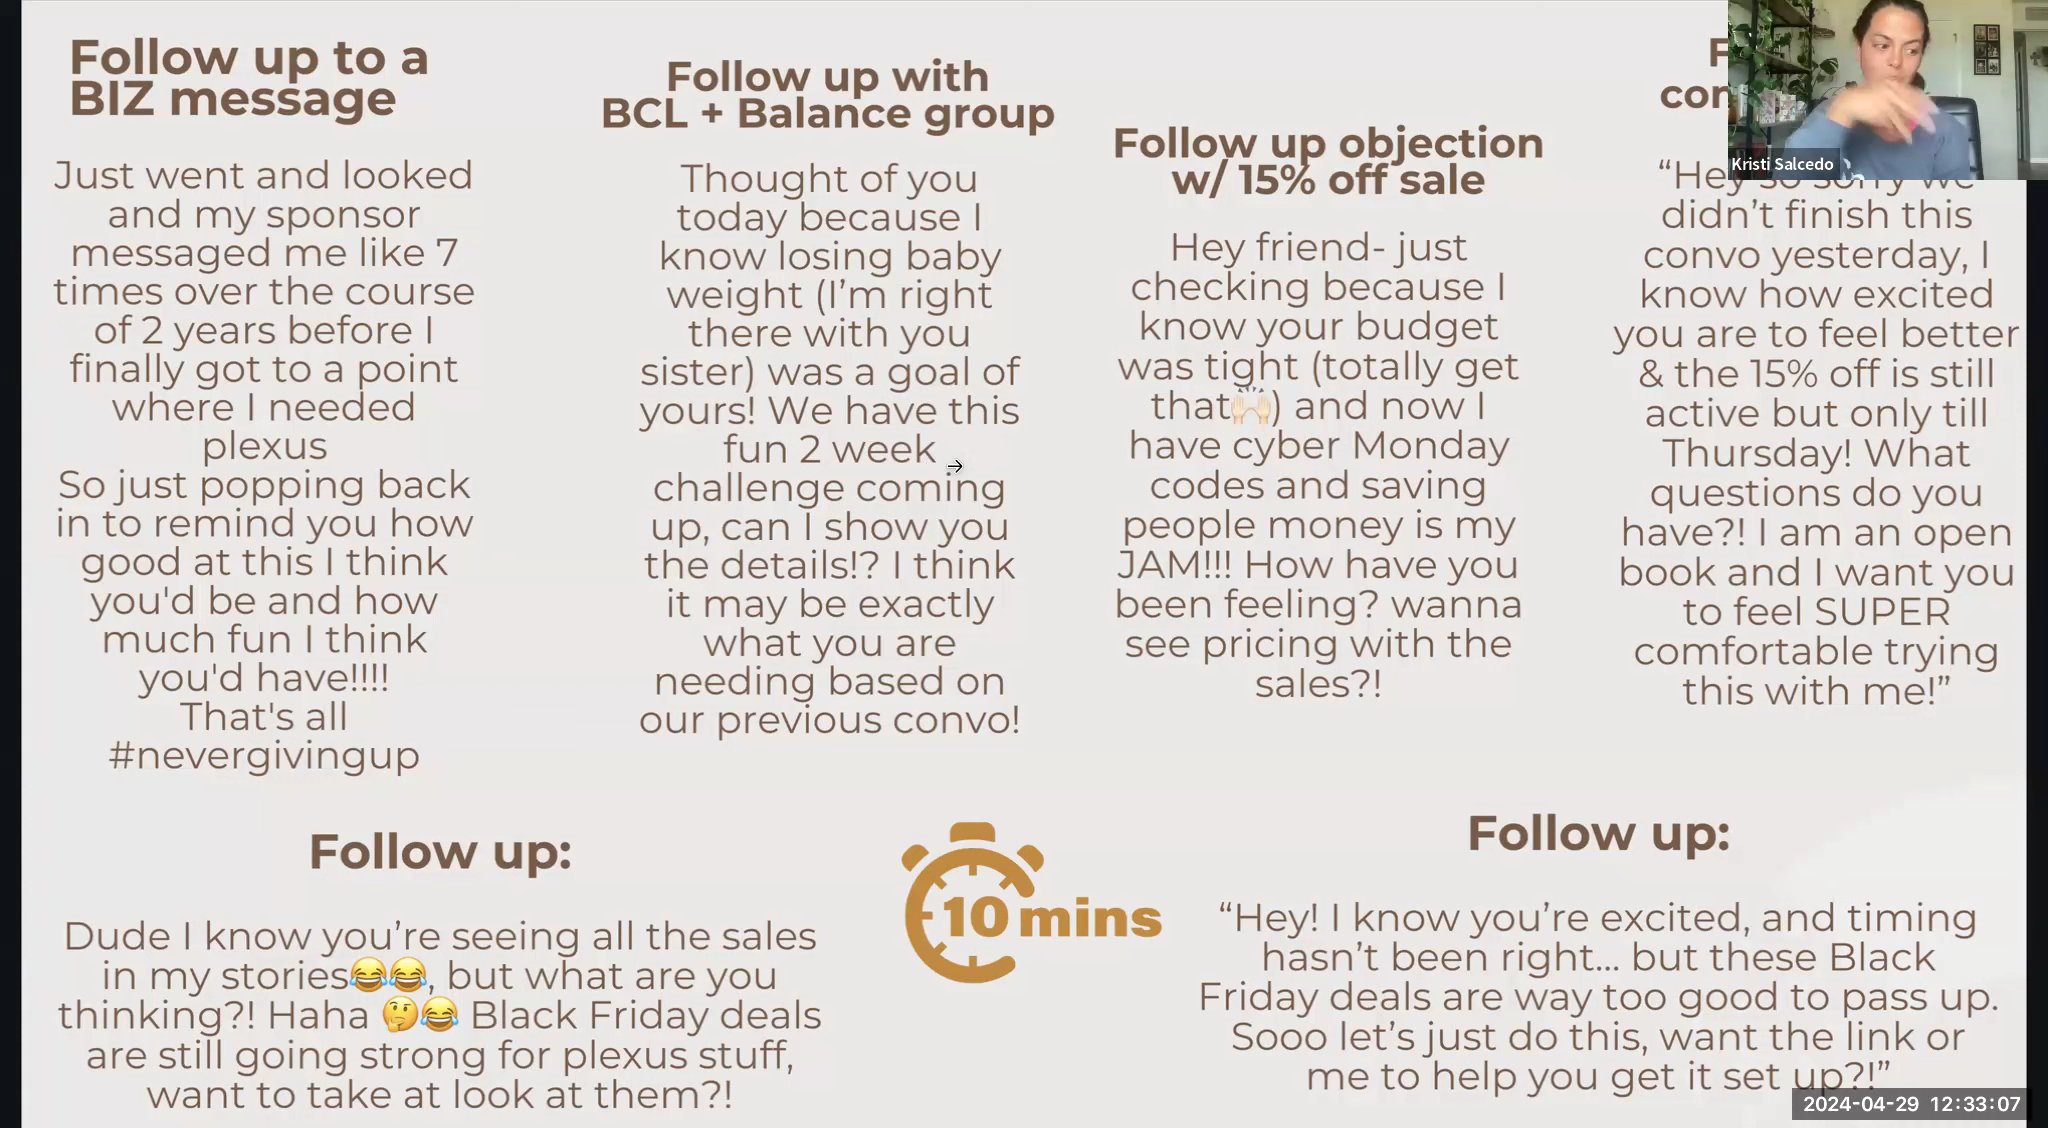 Follow up to a
BIZ message
Just went and looked
and my sponsor
messaged me like 7
times over the course
of 2 years before I
finally got to a point
where I needed
plexus
So just popping back
in to remind you how
good at this I think
you'd be and how
much fun I think
you'd have!!!!
That's all
#nevergivingup
Follow up with
BCL + Balance group
Thought of you
today because I
know losing baby
weight (I’m right
there with you
sister) was a goal of
yours! We have this
fun 2 week
challenge coming
up, can I show you
the details!? I think
it may be exactly
what you are
needing based on
our previous convo!
Follow up objection
w/ 15% off sale
Hey friend- just
checking because I
know your budget
was tight (totally get
that🙌🏻) and now I
have cyber Monday
codes and saving
people money is my
JAM!!! How have you
been feeling? wanna
see pricing with the
sales?!
Kristi Salcedo
“Hey so sorry we
didn’t finish this
convo yesterday, I
know how excited
you are to feel better
& the 15% off is still
active but only till
Thursday! What
questions do you
have?! I am an open
book and I want you
to feel SUPER
comfortable trying
this with me!”
Follow up:
Dude I know you’re seeing all the sales
in my stories😂😂, but what are you
thinking?! Haha 🤔😂 Black Friday deals
are still going strong for plexus stuff,
want to take at look at them?!
10 mins
Follow up:
“Hey! I know you’re excited, and timing
hasn’t been right... but these Black
Friday deals are way too good to pass up.
Sooo let’s just do this, want the link or
me to help you get it set up?!”
2024-04-29 12:33:07